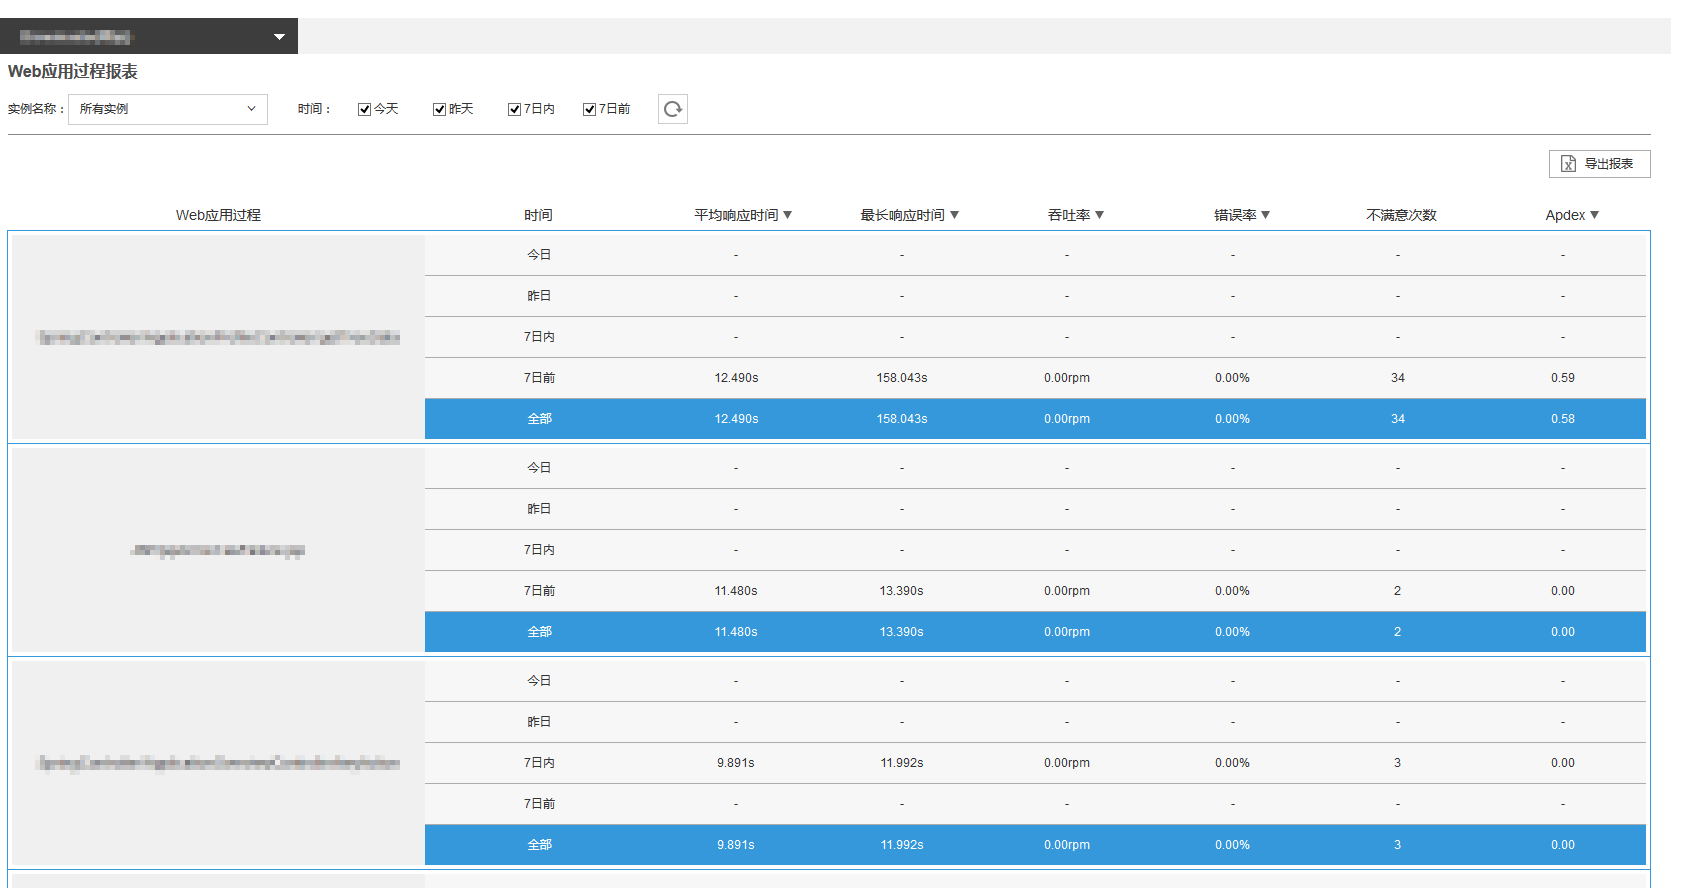 Web应用过程报表
实例名称： 所有实例 时间： 今天 昨天 7日内 7日前
导出报表
Web应用过程 时间 平均响应时间▼ 最长响应时间▼ 吞吐率▼ 错误率▼ 不满意次数 Apdex▼
今日 - - - - - -
昨日 - - - - - -
7日内 - - - - - -
7日前 12.490s 158.043s 0.00rpm 0.00% 34 0.59
全部 12.490s 158.043s 0.00rpm 0.00% 34 0.58
今日 - - - - - -
昨日 - - - - - -
7日内 - - - - - -
7日前 11.480s 13.390s 0.00rpm 0.00% 2 0.00
全部 11.480s 13.390s 0.00rpm 0.00% 2 0.00
今日 - - - - - -
昨日 - - - - - -
7日内 9.891s 11.992s 0.00rpm 0.00% 3 0.00
7日前 - - - - - -
全部 9.891s 11.992s 0.00rpm 0.00% 3 0.00